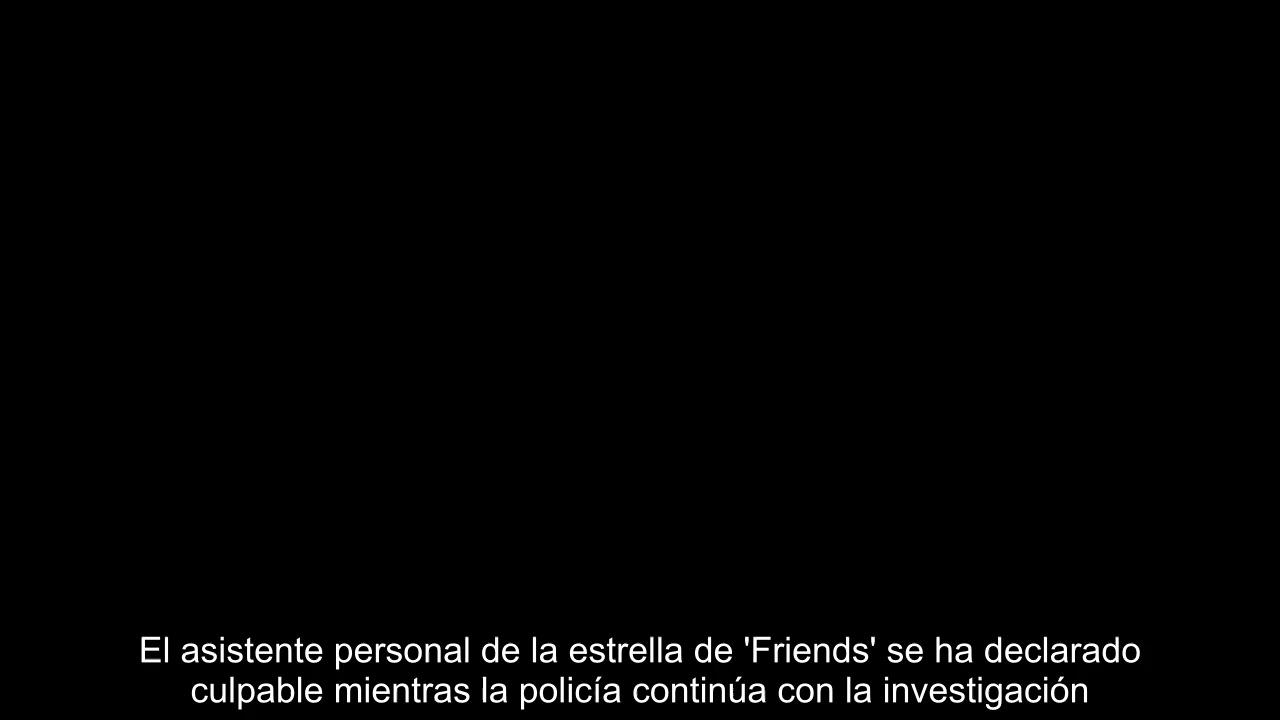 El asistente personal de la estrella de 'Friends' se ha declarado
culpable mientras la policía continúa con la investigación